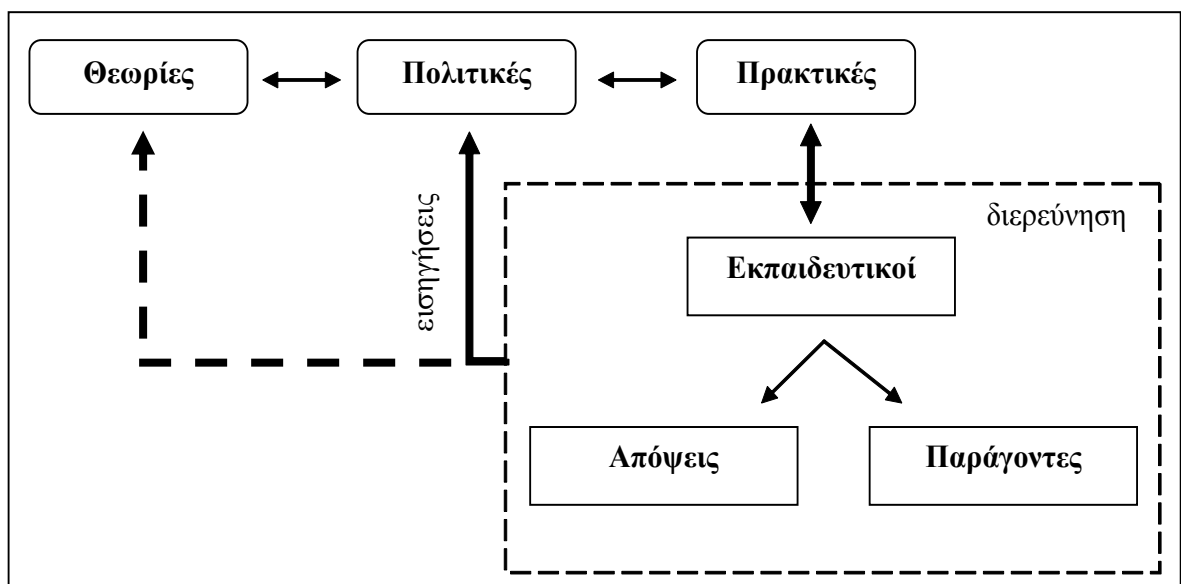 Θεωρίες
Πολιτικές
Πρακτικές
εισηγήσεις
διερεύνηση
Εκπαιδευτικοί
Απόψεις
Παράγοντες